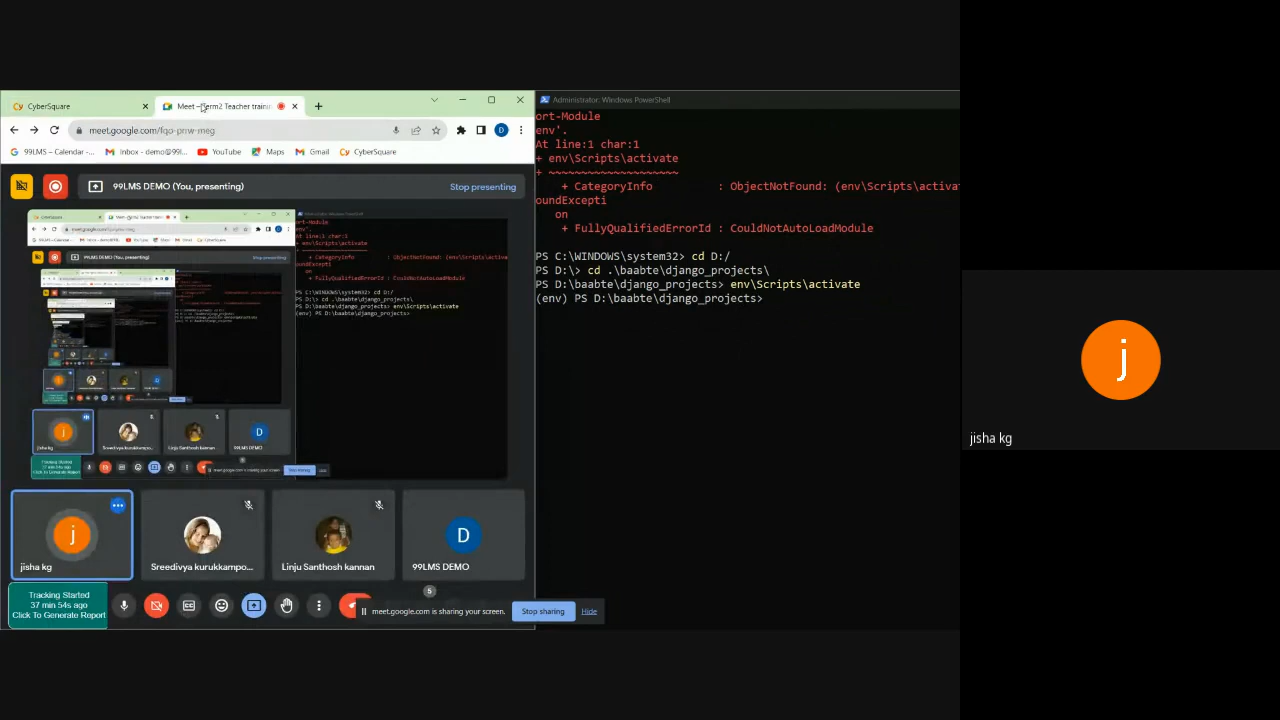 CyberSquare
Meet – Term2 Teacher traini
meet.google.com/fqo-priw-meg
99LMS – Calendar -...
Inbox - demo@99l...
YouTube
Maps
Gmail
CyberSquare
99LMS DEMO (You, presenting)
Stop presenting
jisha kg
Sreedivya kurukkampo...
Linju Santhosh kannan
D
99LMS DEMO
5
Tracking Started
37 min 54s ago
Click To Generate Report
meet.google.com is sharing your screen.
Stop sharing
Hide
Administrator: Windows PowerShell
ort-Module
env'.
At line:1 char:1
+ env\Scripts\activate
+ ~~~~~~~~~~~~~~~~~~~~
+ CategoryInfo : ObjectNotFound: (env\Scripts\activat
oundExcepti
on
+ FullyQualifiedErrorId : CouldNotAutoLoadModule
PS C:\WINDOWS\system32> cd D:/
PS D:\> cd .\baabte\django_projects\
PS D:\baabte\django_projects> env\Scripts\activate
(env) PS D:\baabte\django_projects>
j
jisha kg